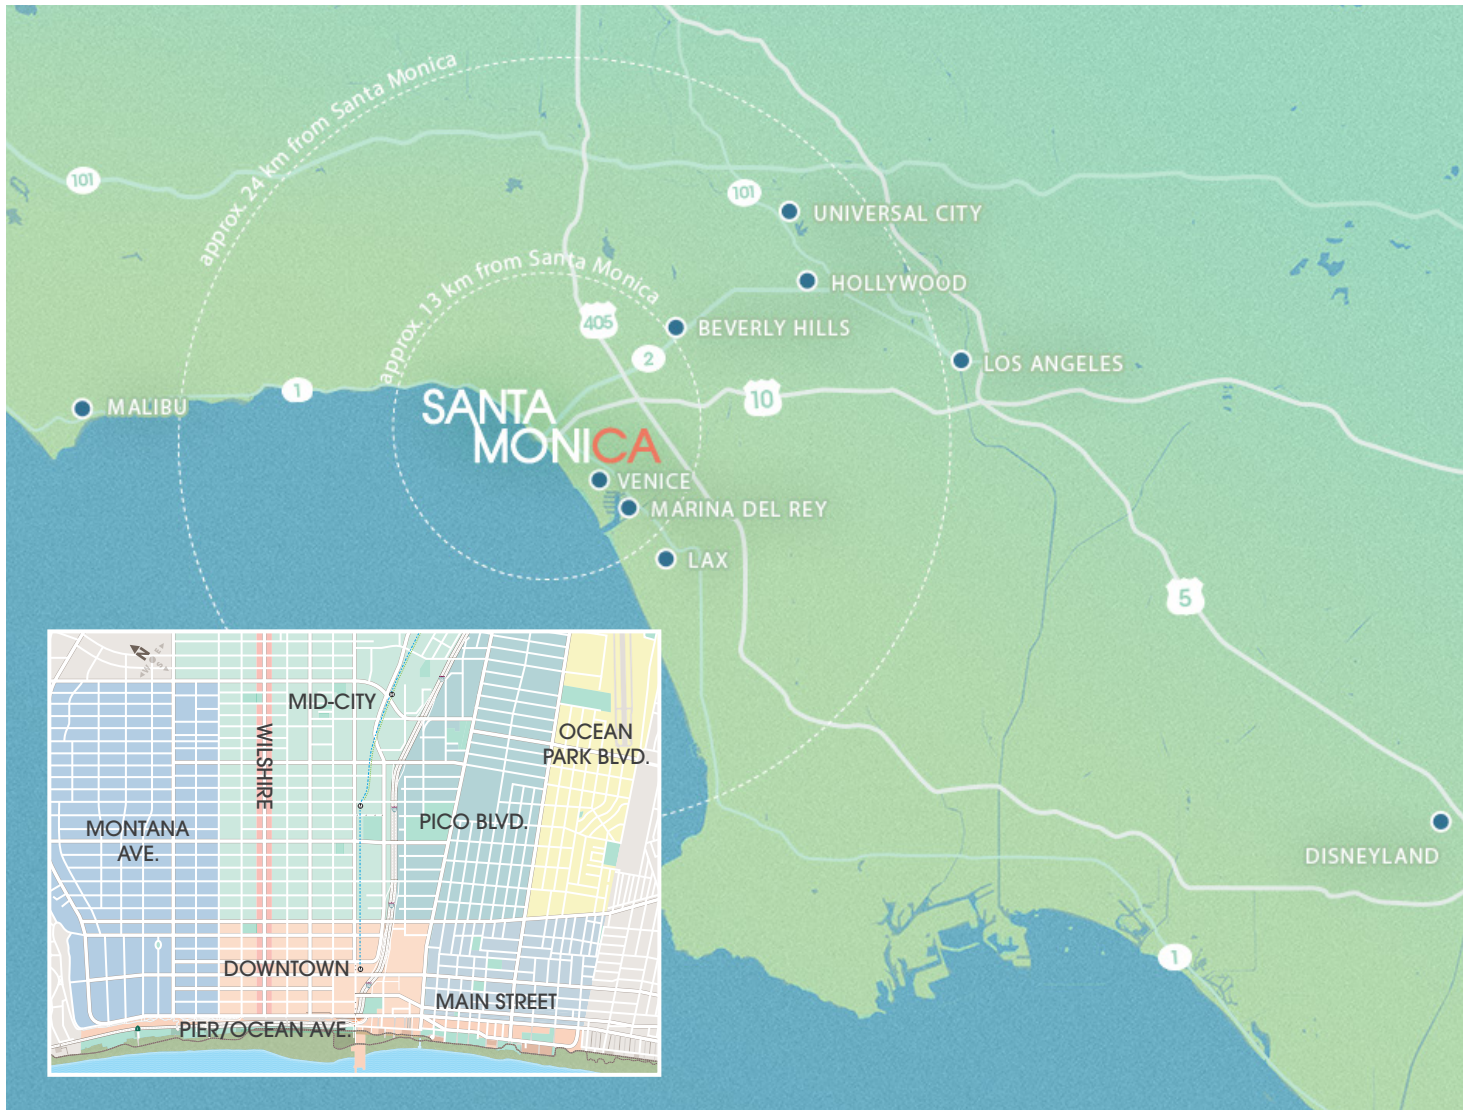 approx. 24 km from Santa Monica
101
101
UNIVERSAL CITY
approx. 13 km from Santa Monica
HOLLYWOOD
405
BEVERLY HILLS
2
LOS ANGELES
1
10
MALIBU
SANTA
MONICA
VENICE
MARINA DEL REY
LAX
5
N
MID-CITY
WILSHIRE
OCEAN
PARK BLVD.
MONTANA
AVE.
PICO BLVD.
DISNEYLAND
1
DOWNTOWN
MAIN STREET
PIER/OCEAN AVE.